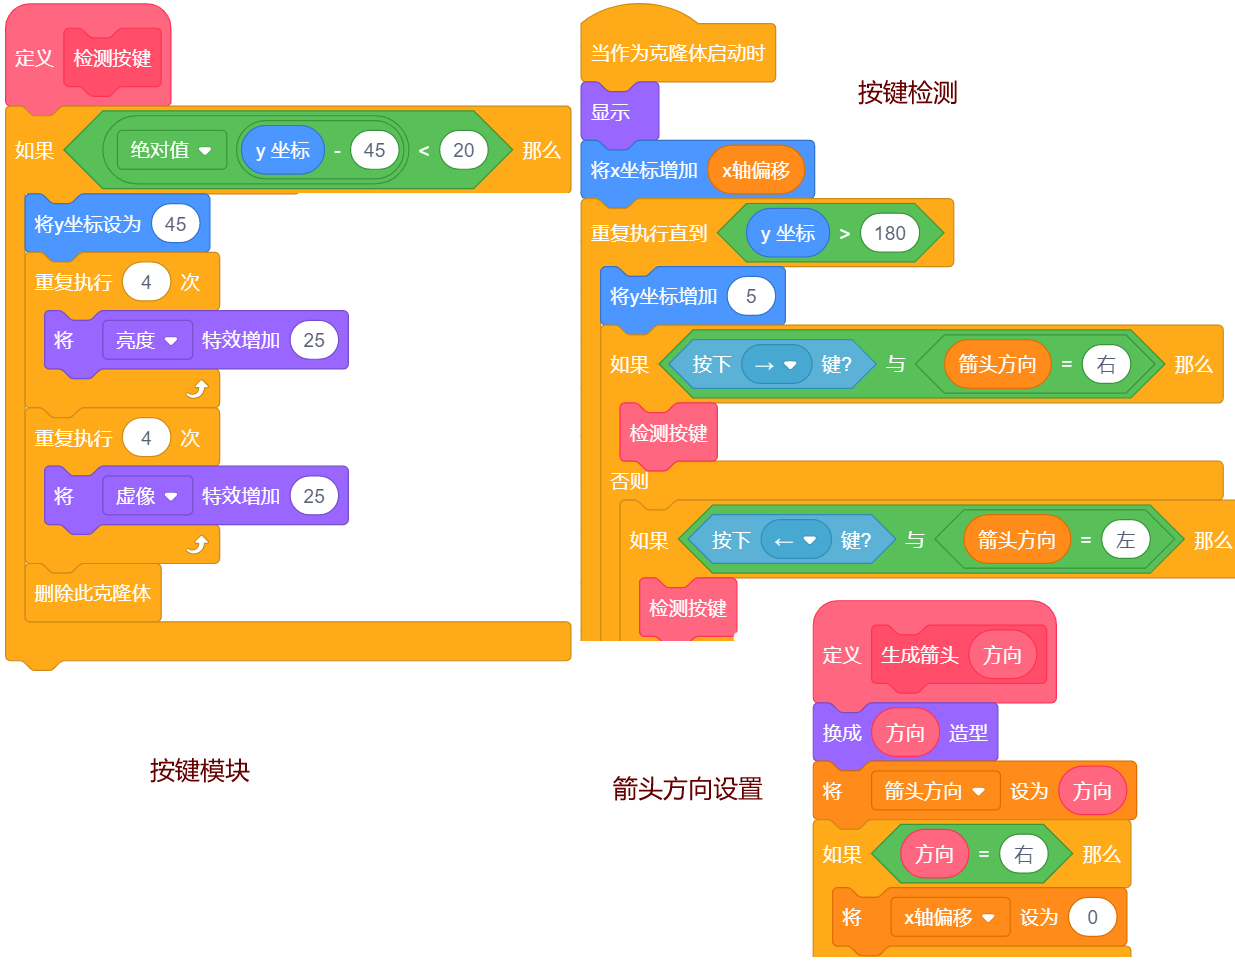 定义 检测按键
如果 绝对值 y 坐标 - 45 < 20 那么
将y坐标设为 45
重复执行 4 次
将 亮度 特效增加 25
重复执行 4 次
将 虚像 特效增加 25
删除此克隆体
按键模块
当作为克隆体启动时
按键检测
显示
将x坐标增加 x轴偏移
重复执行直到 y 坐标 > 180
将y坐标增加 5
如果 按下 → 键? 与 箭头方向 = 右 那么
检测按键
否则
如果 按下 ← 键? 与 箭头方向 = 左 那么
检测按键
定义 生成箭头 方向
换成 方向 造型
将 箭头方向 设为 方向
如果 方向 = 右 那么
将 x轴偏移 设为 0
箭头方向设置